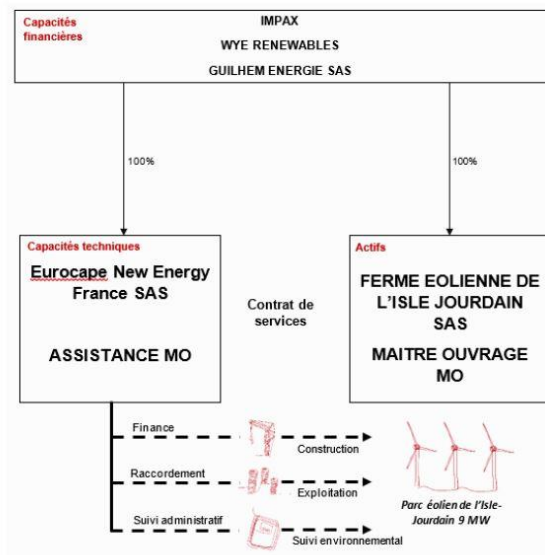 Capacités
financières
IMPAX
WYE RENEWABLES
GUILHEM ENERGIE SAS
100%
100%
Capacités techniques
Eurocape New Energy
France SAS
ASSISTANCE MO
Contrat de
services
Actifs
FERME EOLIENNE DE
L'ISLE JOURDAIN
SAS
MAITRE OUVRAGE
MO
Finance
Construction
Raccordement
Exploitation
Suivi administratif
Suivi environnemental
Parc éolien de l'Isle-
Jourdain 9 MW